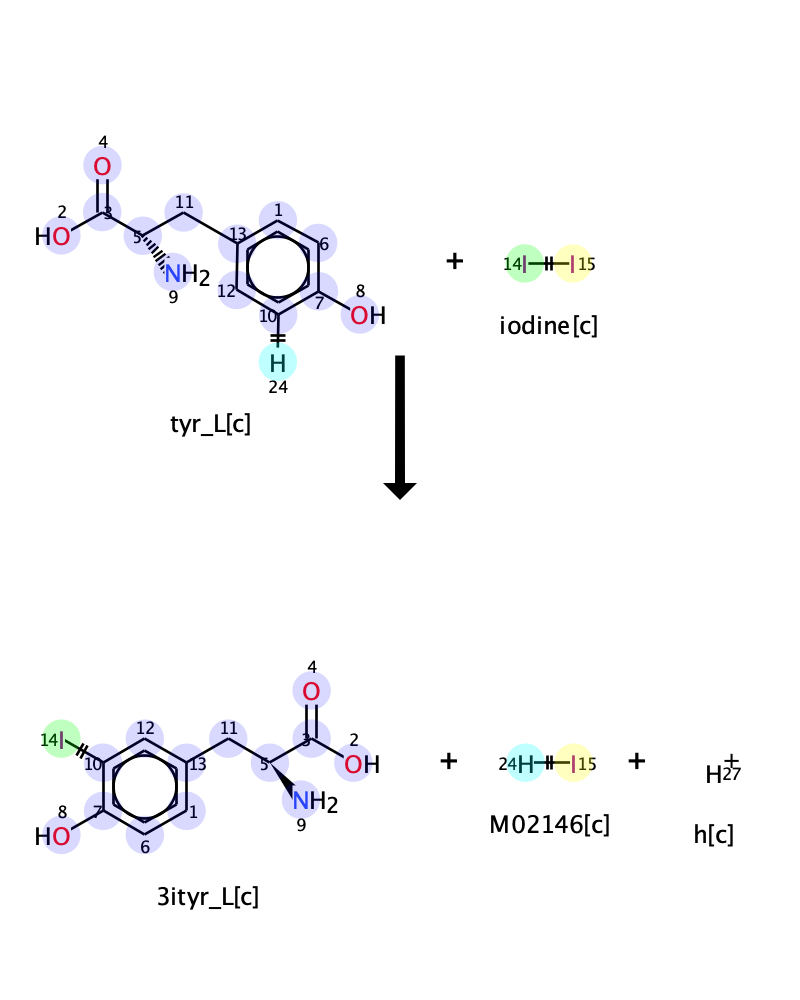 4
O
2
3
11
1
HO
5
13
6
NH2
9
12
7
8
10
OH
H
24
tyr_L[c]
+
14I
I15
iodine[c]
4
O
14I
12
11
3
2
10
13
5
OH
8
7
1
NH2
HO
6
9
3ityr_L[c]
+
24H
I15
M02146[c]
+
H+
27
h[c]